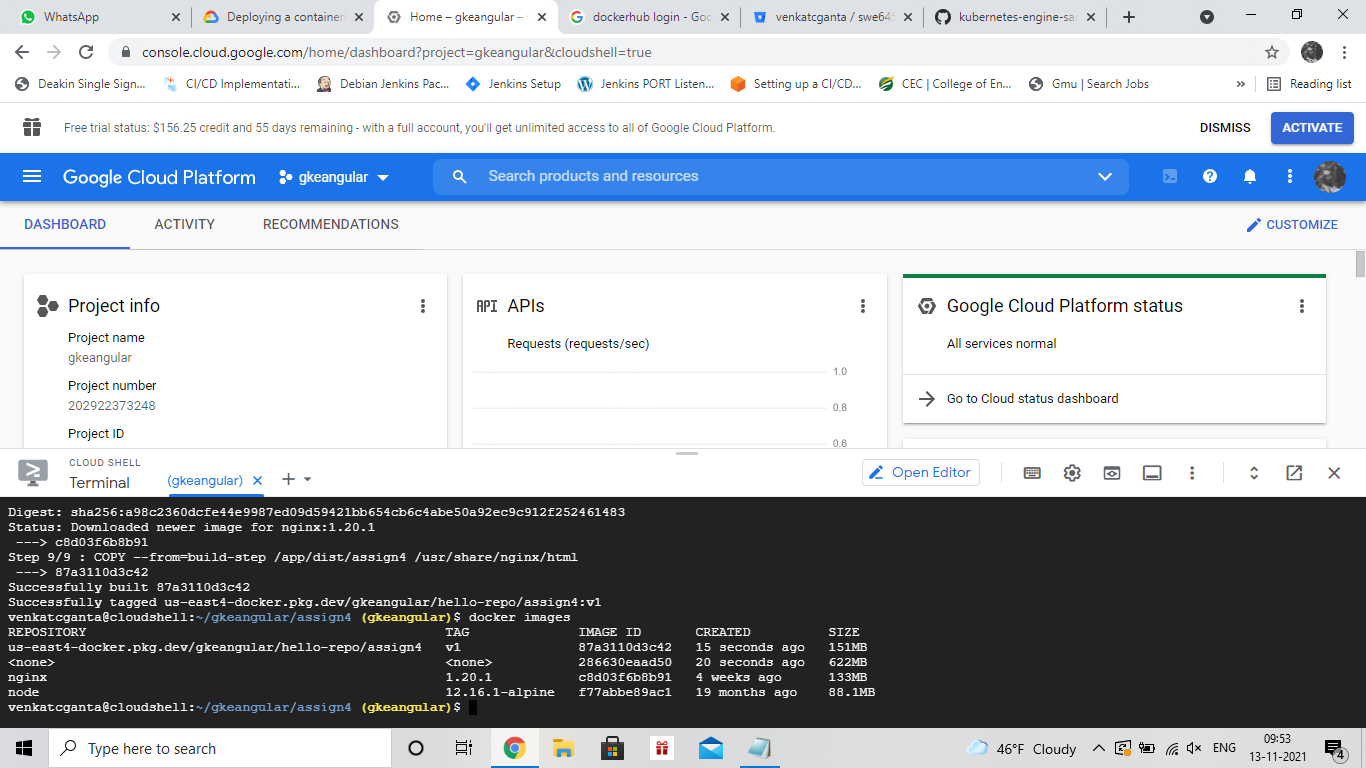 WhatsApp
Deploying a container
Home – gkeangular –
dockerhub login - Goo
venkatcganta / swe645
kubernetes-engine-sam
console.cloud.google.com/home/dashboard?project=gkeangular&cloudshell=true
Deakin Single Sign...
CI/CD Implementati...
Debian Jenkins Pac...
Jenkins Setup
Jenkins PORT Listen...
Setting up a CI/CD...
CEC | College of En...
Gmu | Search Jobs
»
Reading list
Free trial status: $156.25 credit and 55 days remaining - with a full account, you'll get unlimited access to all of Google Cloud Platform.
DISMISS
ACTIVATE
Google Cloud Platform
gkeangular
Search products and resources
DASHBOARD
ACTIVITY
RECOMMENDATIONS
CUSTOMIZE
Project info
Project name
gkeangular
Project number
202922373248
Project ID
API APIs
Requests (requests/sec)
1.0
0.8
0.6
Google Cloud Platform status
All services normal
Go to Cloud status dashboard
CLOUD SHELL
Terminal
(gkeangular)
Open Editor
Digest: sha256:a98c2360dcfe44e9987ed09d59421bb654cb6c4abe50a92ec9c912f252461483
Status: Downloaded newer image for nginx:1.20.1
---> c8d03f6b8b91
Step 9/9 : COPY --from=build-step /app/dist/assign4 /usr/share/nginx/html
---> 87a3110d3c42
Successfully built 87a3110d3c42
Successfully tagged us-east4-docker.pkg.dev/gkeangular/hello-repo/assign4:v1
venkatcganta@cloudshell:~/gkeangular/assign4 (gkeangular)$ docker images
REPOSITORY TAG IMAGE ID CREATED SIZE
us-east4-docker.pkg.dev/gkeangular/hello-repo/assign4 v1 87a3110d3c42 15 seconds ago 151MB
<none> <none> 286630eaad50 20 seconds ago 622MB
nginx 1.20.1 c8d03f6b8b91 4 weeks ago 133MB
node 12.16.1-alpine f77abbe89ac1 19 months ago 88.1MB
venkatcganta@cloudshell:~/gkeangular/assign4 (gkeangular)$
Type here to search
46°F Cloudy
ENG
09:53
13-11-2021
4